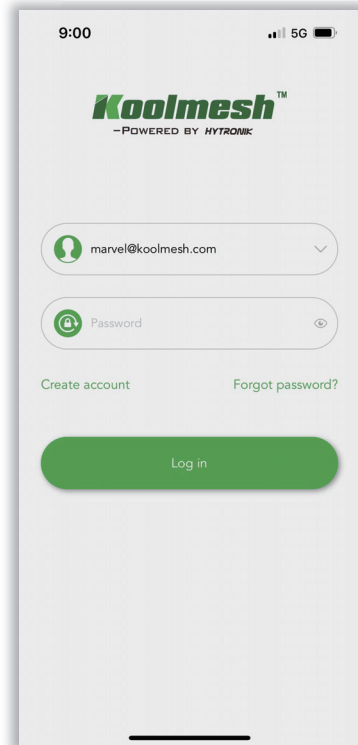 9:00 5G
Koolmesh™
–POWERED BY HYTRONIK
marvel@koolmesh.com
Password
Create account Forgot password?
Log in